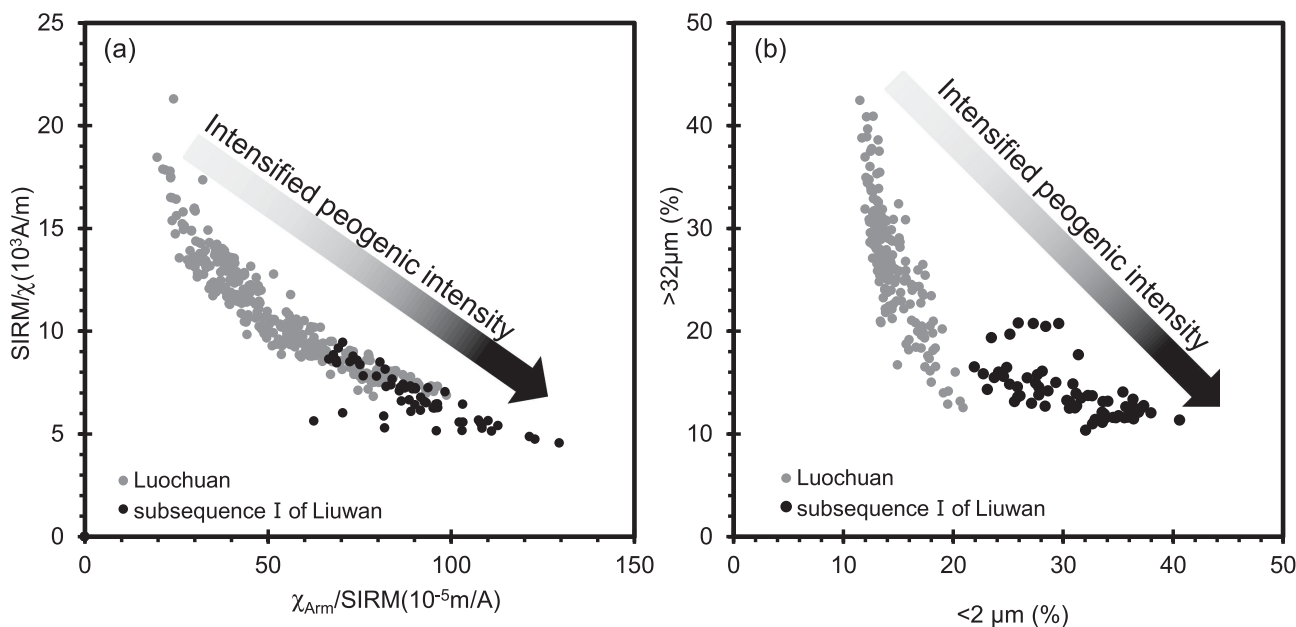 (a)
25
20
15
10
5
0
SIRM/χ(10³A/m)
Intensified peogenic intensity
Luochuan
subsequence I of Liuwan
0
50
100
150
χArm/SIRM(10⁻⁵m/A)
(b)
50
40
30
20
10
0
>32μm (%)
Intensified peogenic intensity
Luochuan
subsequence I of Liuwan
0
10
20
30
40
50
<2 μm (%)